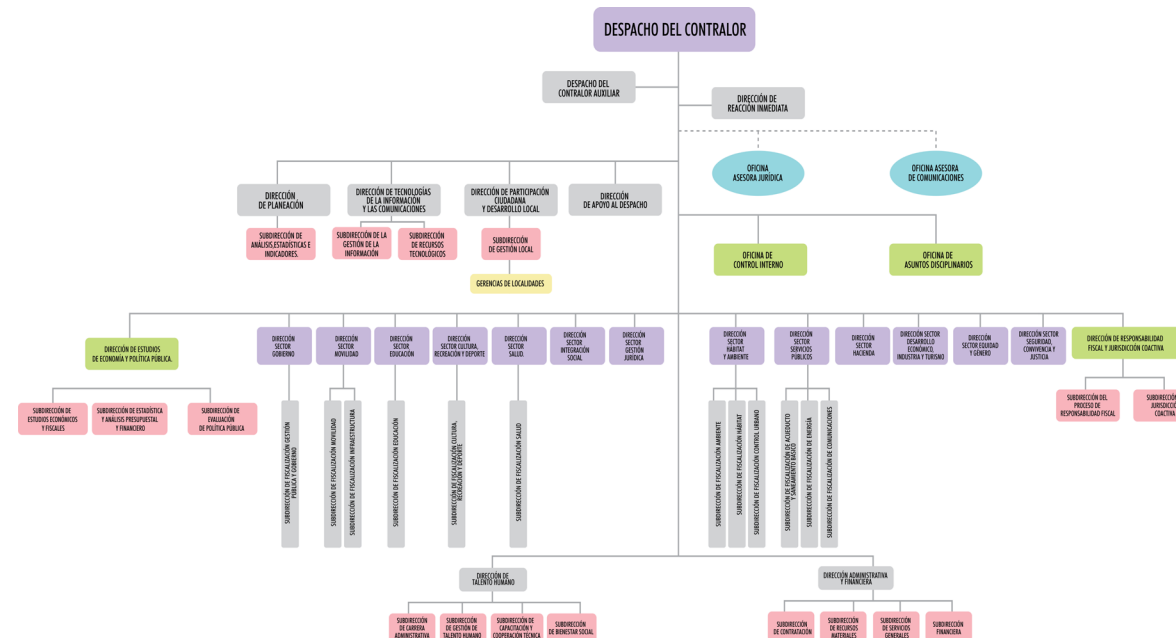 DESPACHO DEL CONTRALOR
DESPACHO DEL
CONTRALOR AUXILIAR
DIRECCIÓN DE
REACCIÓN INMEDIATA
OFICINA
ASESORA JURÍDICA
OFICINA ASESORA
DE COMUNICACIONES
DIRECCIÓN
DE PLANEACIÓN
DIRECCIÓN DE TECNOLOGÍAS
DE LA INFORMACIÓN
Y LAS COMUNICACIONES
DIRECCIÓN DE PARTICIPACIÓN
CIUDADANA
Y DESARROLLO LOCAL
DIRECCIÓN
DE APOYO AL DESPACHO
SUBDIRECCIÓN DE
ANÁLISIS,ESTADÍSTICAS E
INDICADORES.
SUBDIRECCIÓN DE LA
GESTIÓN DE LA
INFORMACIÓN
SUBDIRECCIÓN
DE RECURSOS
TECNOLÓGICOS
SUBDIRECCIÓN
DE GESTIÓN LOCAL
GERENCIAS DE LOCALIDADES
OFICINA DE
CONTROL INTERNO
OFICINA DE
ASUNTOS DISCIPLINARIOS
DIRECCIÓN DE ESTUDIOS
DE ECONOMÍA Y POLÍTICA PÚBLICA.
DIRECCIÓN
SECTOR
GOBIERNO
DIRECCIÓN
SECTOR
MOVILIDAD
DIRECCIÓN
SECTOR
EDUCACIÓN
DIRECCIÓN
SECTOR CULTURA,
RECREACIÓN Y DEPORTE
DIRECCIÓN
SECTOR
SALUD.
DIRECCIÓN
SECTOR
INTEGRACIÓN
SOCIAL
DIRECCIÓN
SECTOR
GESTIÓN
JURÍDICA
DIRECCIÓN
SECTOR
HÁBITAT
Y AMBIENTE
DIRECCIÓN
SECTOR
SERVICIOS
PÚBLICOS
DIRECCIÓN
SECTOR
HACIENDA
DIRECCIÓN SECTOR
DESARROLLO
ECONÓMICO,
INDUSTRIA Y TURISMO
DIRECCIÓN
SECTOR EQUIDAD
Y GÉNERO
DIRECCIÓN SECTOR
SEGURIDAD,
CONVIVENCIA Y
JUSTICIA
DIRECCIÓN DE RESPONSABILIDAD
FISCAL Y JURISDICCIÓN COACTIVA
SUBDIRECCIÓN DE
ESTUDIOS ECONÓMICOS
Y FISCALES
SUBDIRECCIÓN DE ESTADÍSTICA
Y ANÁLISIS PRESUPUESTAL
Y FINANCIERO
SUBDIRECCIÓN DE
EVALUACIÓN
DE POLÍTICA PÚBLICA
SUBDIRECCIÓN DE FISCALIZACIÓN GESTIÓN
PÚBLICA Y GOBIERNO
SUBDIRECCIÓN DE FISCALIZACIÓN MOVILIDAD
SUBDIRECCIÓN DE FISCALIZACIÓN INFRAESTRUCTURA
SUBDIRECCIÓN DE FISCALIZACIÓN EDUCACIÓN
SUBDIRECCIÓN DE FISCALIZACIÓN CULTURA,
RECREACIÓN Y DEPORTE
SUBDIRECCIÓN DE FISCALIZACIÓN SALUD
SUBDIRECCIÓN DE FISCALIZACIÓN AMBIENTE
SUBDIRECCIÓN DE FISCALIZACIÓN HÁBITAT
SUBDIRECCIÓN DE FISCALIZACIÓN CONTROL URBANO
SUBDIRECCIÓN DE FISCALIZACIÓN DE ACUEDUCTO
Y SANEAMIENTO BÁSICO
SUBDIRECCIÓN DE FISCALIZACIÓN DE ENERGÍA
SUBDIRECCIÓN DE FISCALIZACIÓN DE COMUNICACIONES
SUBDIRECCIÓN DEL
PROCESO DE
RESPONSABILIDAD FISCAL
SUBDIRECCIÓN
JURISDICCIÓN
COACTIVA
DIRECCIÓN DE
TALENTO HUMANO
DIRECCIÓN ADMINISTRATIVA
Y FINANCIERA
SUBDIRECCIÓN
DE CARRERA
ADMINISTRATIVA
SUBDIRECCIÓN
DE GESTIÓN DE
TALENTO HUMANO
SUBDIRECCIÓN DE
CAPACITACIÓN Y
COOPERACIÓN TÉCNICA
SUBDIRECCIÓN
DE BIENESTAR SOCIAL
SUBDIRECCIÓN
DE CONTRATACIÓN
SUBDIRECCIÓN
DE RECURSOS
MATERIALES
SUBDIRECCIÓN
DE SERVICIOS
GENERALES
SUBDIRECCIÓN
FINANCIERA